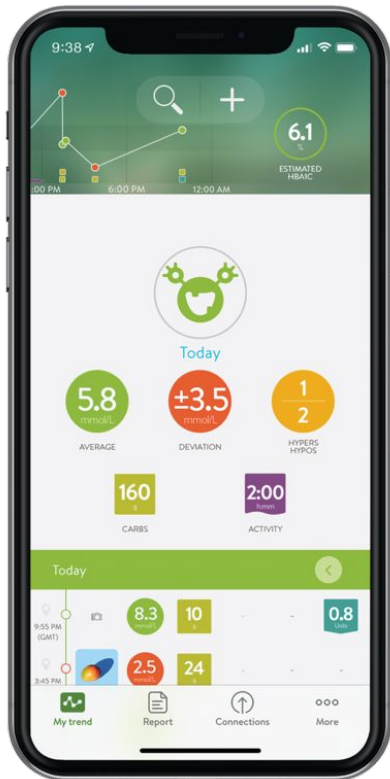 9:38
6.1
%
ESTIMATED
HBA1C
:00 PM
6:00 PM
12:00 AM
Today
5.8
mmol/L
AVERAGE
±3.5
mmol/L
DEVIATION
1
2
HYPERS
HYPOS
160
g
CARBS
2:00
h:mm
ACTIVITY
Today
9:55 PM
(GMT)
8.3
mmol/L
10
g
-
-
0.8
Units
3:45 PM
2.5
mmol/L
24
g
-
-
-
My trend
Report
Connections
More